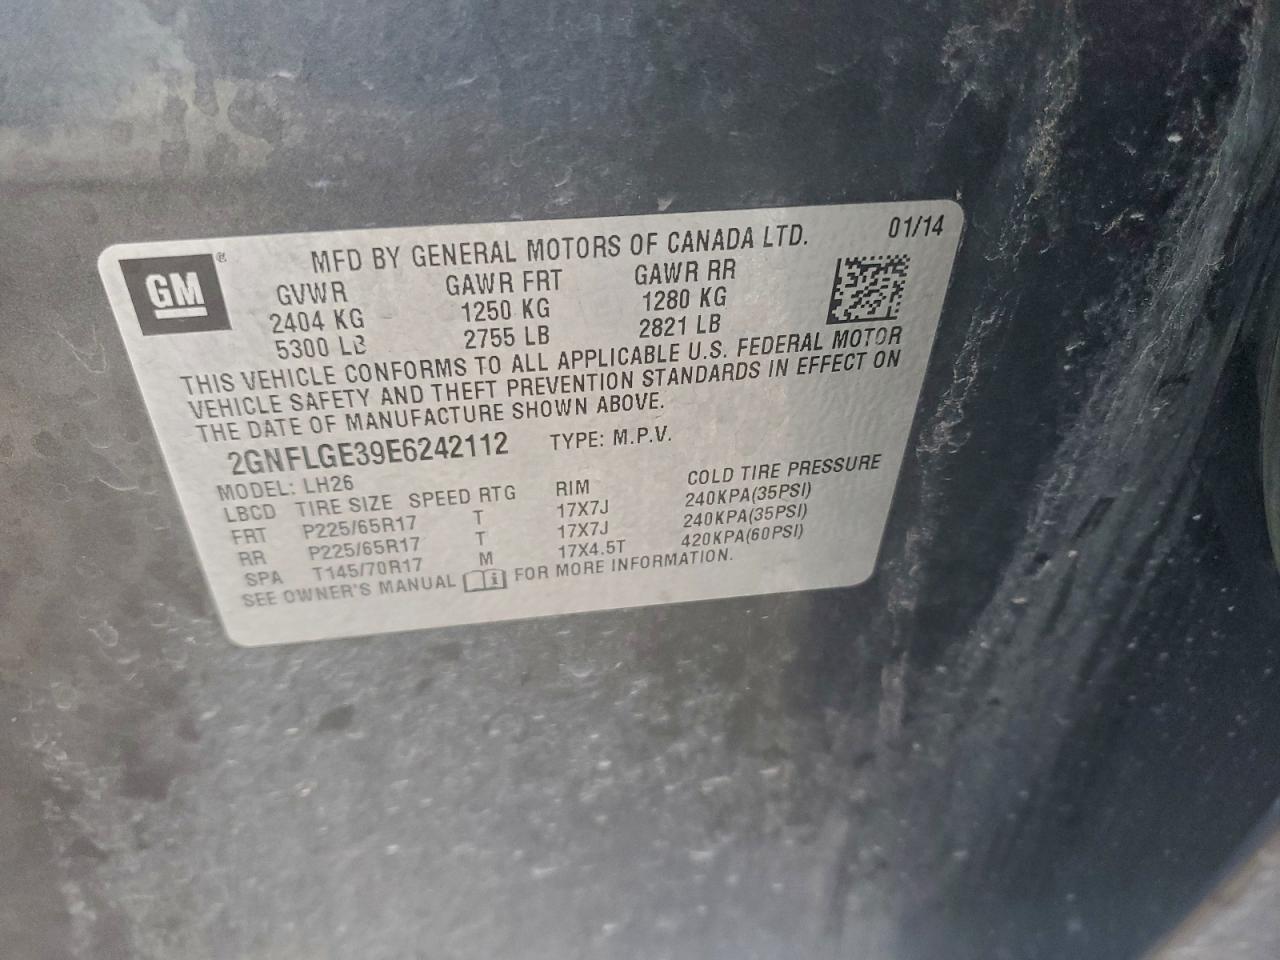 GM®
MFD BY GENERAL MOTORS OF CANADA LTD. 01/14
GVWR GAWR FRT GAWR RR
2404 KG 1250 KG 1280 KG
5300 LB 2755 LB 2821 LB
THIS VEHICLE CONFORMS TO ALL APPLICABLE U.S. FEDERAL MOTOR
VEHICLE SAFETY AND THEFT PREVENTION STANDARDS IN EFFECT ON
THE DATE OF MANUFACTURE SHOWN ABOVE.
2GNFLGE39E6242112 TYPE: M.P.V.
MODEL: LH26
LBCD TIRE SIZE SPEED RTG RIM COLD TIRE PRESSURE
FRT P225/65R17 T 17X7J 240KPA(35PSI)
RR P225/65R17 T 17X7J 240KPA(35PSI)
SPA T145/70R17 M 17X4.5T 420KPA(60PSI)
SEE OWNER'S MANUAL i FOR MORE INFORMATION.